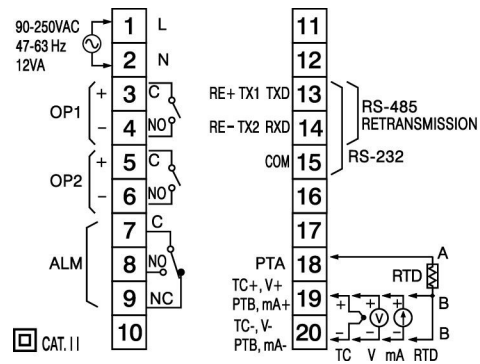 90-250VAC
47-63 Hz
12VA
1 L
2 N
OP1 + 3 C
− 4 NO
OP2 + 5 C
− 6 NO
7 C
ALM 8 NO
9 NC
10
CAT. II
11
12
RE+ TX1 TXD 13
RS-485
RETRANSMISSION
RE− TX2 RXD 14
COM 15 RS-232
16
17
PTA 18 A
RTD
TC+, V+
PTB, mA+ 19 + + + B
V
TC-, V-
PTB, mA- 20 − − − B
TC V mA RTD